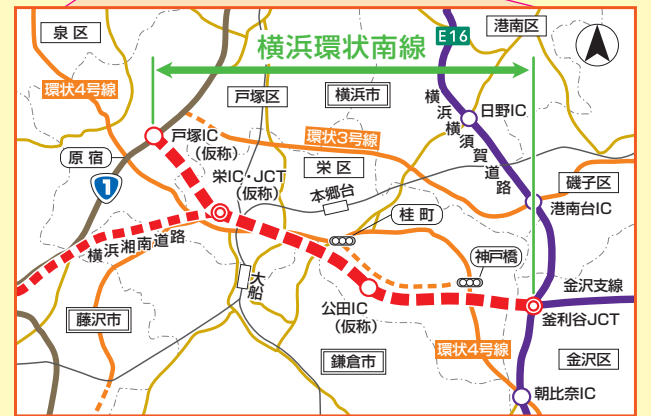 泉区
E16
港南区
横浜環状南線
環状4号線
戸塚区
横浜市
日野IC
横浜横須賀道路
戸塚IC
(仮称)
環状3号線
原宿
栄区
磯子区
1
栄IC・JCT
(仮称)
本郷台
港南台IC
桂町
横浜湘南道路
神戸橋
大船
金沢支線
公田IC
(仮称)
釜利谷JCT
藤沢市
鎌倉市
環状4号線
金沢区
朝比奈IC